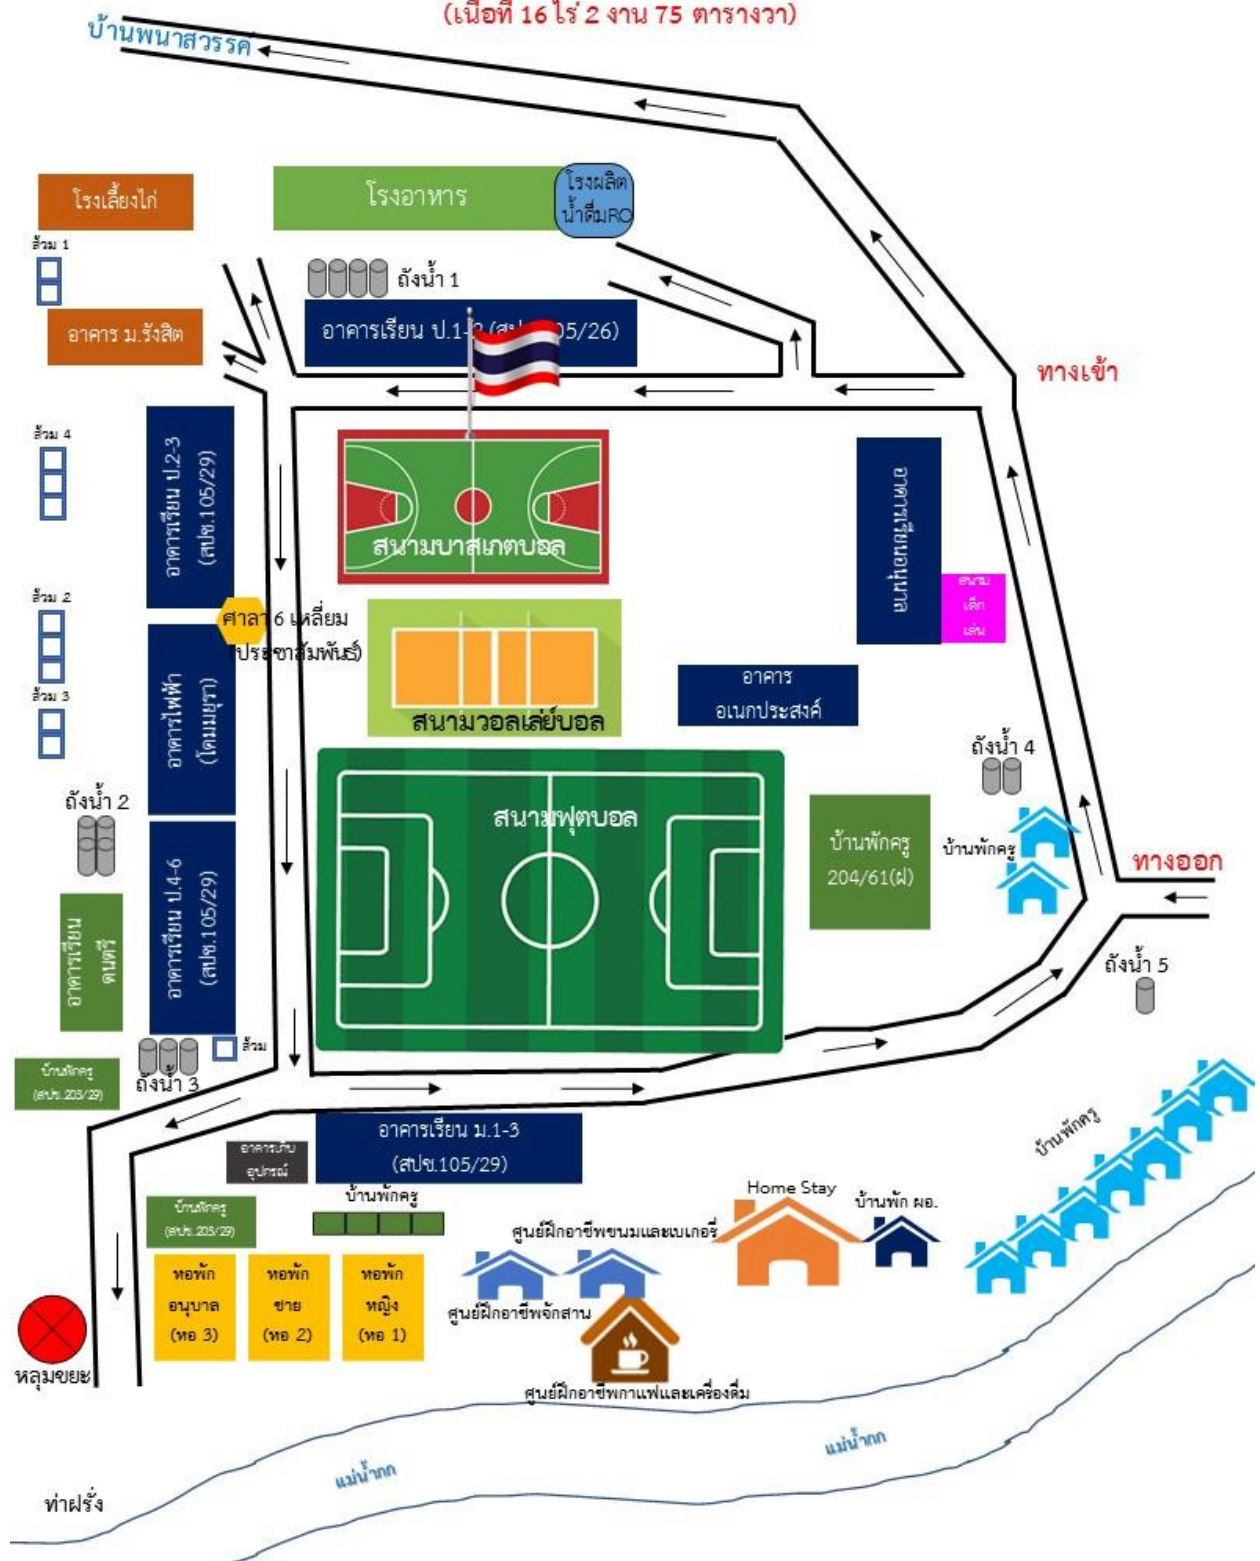 (เนื้อที่ 16 ไร่ 2 งาน 75 ตารางวา)
บ้านพนาสวรรค์
โรงเลี้ยงไก่
โรงอาหาร
โรงผลิต
น้ำดื่มRO
ส้วม 1
ถังน้ำ 1
อาคาร ม.รังสิต
อาคารเรียน ป.1-2
05/26)
ทางเข้า
ส้วม 4
อาคารเรียน ป.2-3
(สปช.105/29)
สนามบาสเกตบอล
อาคารเรียนอนุบาล
สนาม
เด็ก
เล่น
ส้วม 2
ศาลา 6 เหลี่ยม
(ประชาสัมพันธ์)
ส้วม 3
อาคารไฟฟ้า
(โดมมยุรา)
สนามวอลเล่ย์บอล
อาคาร
อเนกประสงค์
ถังน้ำ 4
ถังน้ำ 2
สนามฟุตบอล
บ้านพักครู
204/61(ฝ)
บ้านพักครู
ทางออก
อาคารเรียน
ดนตรี
อาคารเรียน ป.4-6
(สปช.105/29)
ถังน้ำ 5
ส้วม
ถังน้ำ 3
บ้านพักครู
(สปช.203/29)
อาคารเรียน ม.1-3
(สปช.105/29)
อาคารเก็บ
อุปกรณ์
บ้านพักครู
บ้านพักครู
บ้านพักครู
(สปช.203/29)
Home Stay
บ้านพัก ผอ.
ศูนย์ฝึกอาชีพขนมและเบเกอรี่
หอพัก
อนุบาล
(หอ 3)
หอพัก
ชาย
(หอ 2)
หอพัก
หญิง
(หอ 1)
ศูนย์ฝึกอาชีพจักสาน
หลุมขยะ
ศูนย์ฝึกอาชีพกาแฟและเครื่องดื่ม
แม่น้ำกก
แม่น้ำกก
ท่าฝรั่ง